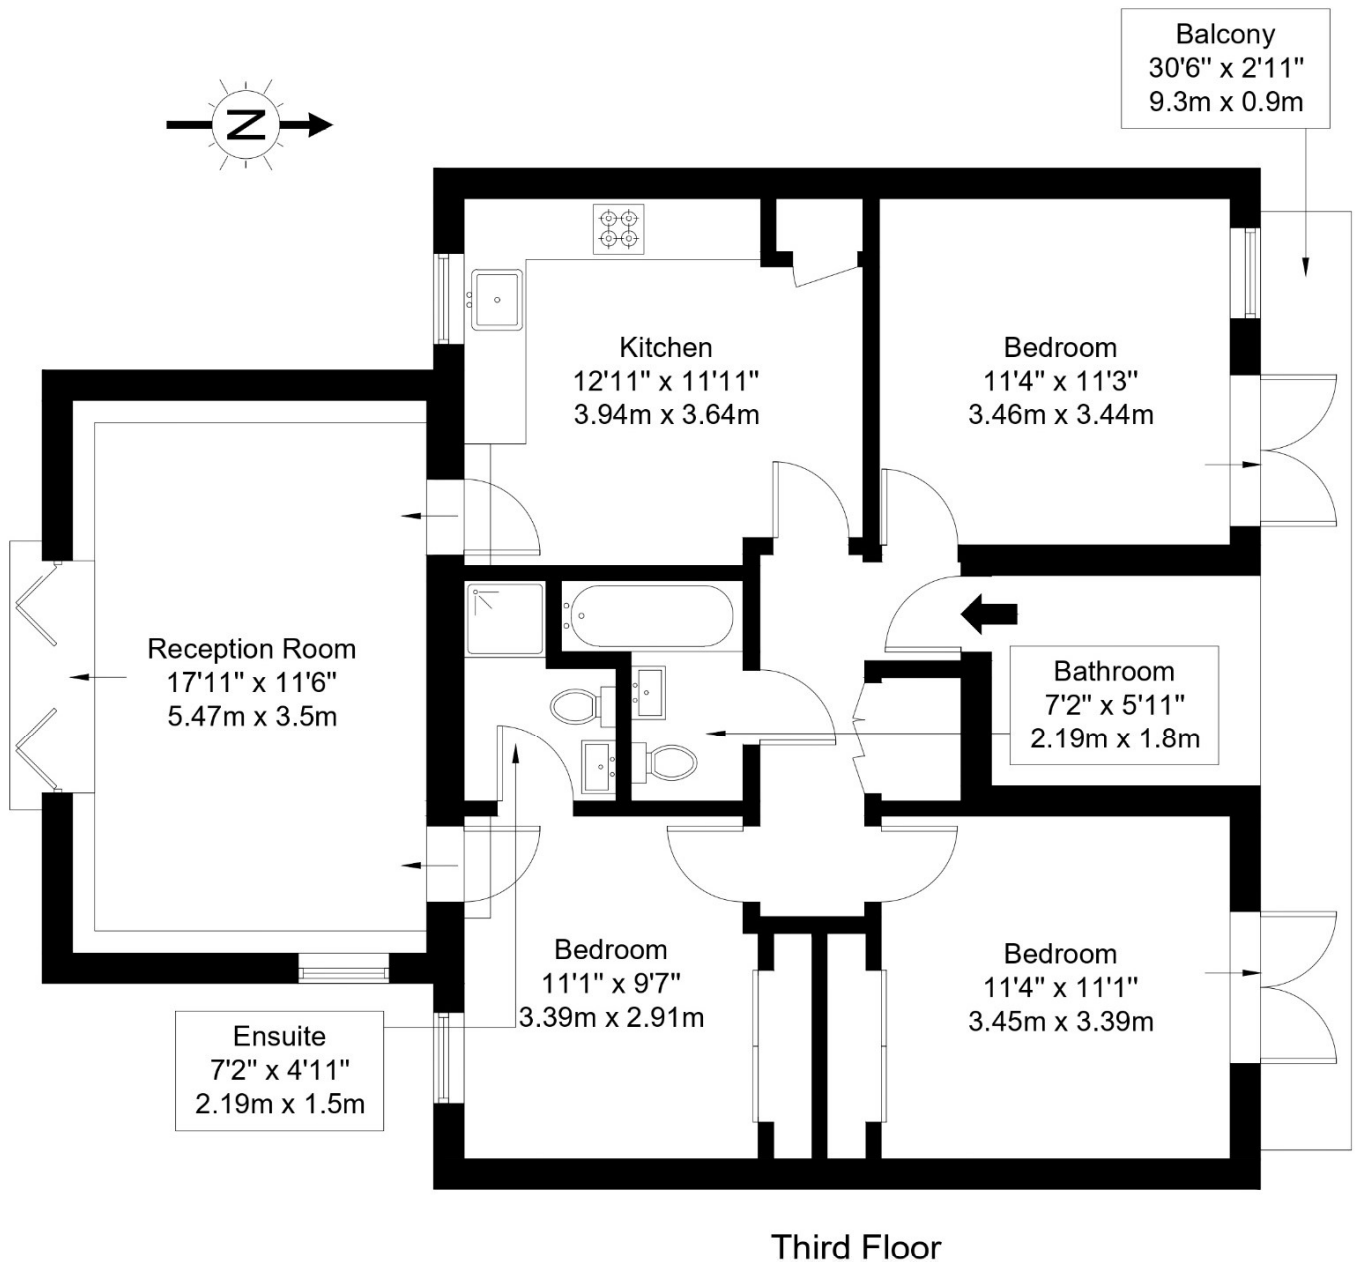 Balcony
30'6" x 2'11"
9.3m x 0.9m
N
Kitchen
12'11" x 11'11"
3.94m x 3.64m
Bedroom
11'4" x 11'3"
3.46m x 3.44m
Reception Room
17'11" x 11'6"
5.47m x 3.5m
Bathroom
7'2" x 5'11"
2.19m x 1.8m
Bedroom
11'1" x 9'7"
3.39m x 2.91m
Bedroom
11'4" x 11'1"
3.45m x 3.39m
Ensuite
7'2" x 4'11"
2.19m x 1.5m
Third Floor